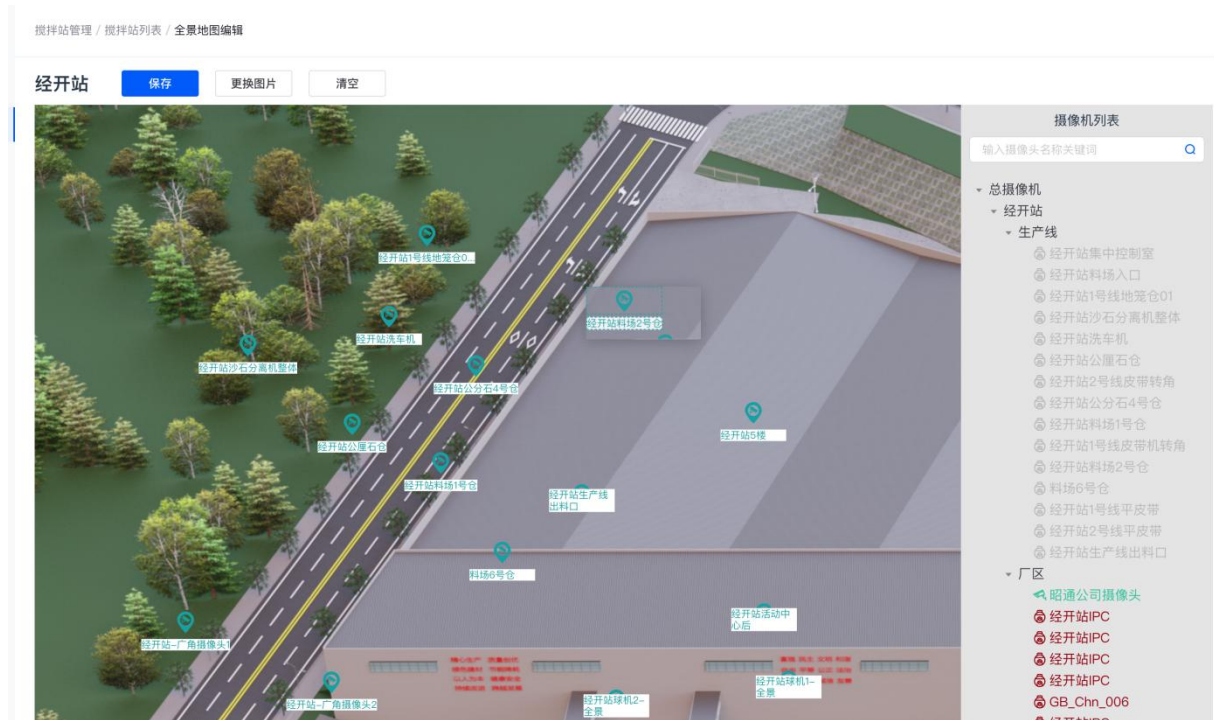 搅拌站管理 / 搅拌站列表 / 全景地图编辑
经开站
保存
更换图片
清空
经开站1号线地笼仓0...
经开站料场2号仓
经开站洗车机
经开站沙石分离机整体
经开站公分石4号仓
经开站5楼
经开站公厘石仓
经开站料场1号仓
经开站生产线
出料口
料场6号仓
经开站活动中
心后
经开站-广角摄像头1
经开站球机1-
全景
经开站-广角摄像头2
经开站球机2-
全景
摄像机列表
输入摄像头名称关键词
总摄像机
经开站
生产线
经开站集中控制室
经开站料场入口
经开站1号线地笼仓01
经开站沙石分离机整体
经开站洗车机
经开站公厘石仓
经开站2号线皮带转角
经开站公分石4号仓
经开站料场1号仓
经开站1号线皮带机转角
经开站料场2号仓
料场6号仓
经开站1号线平皮带
经开站2号线平皮带
经开站生产线出料口
厂区
昭通公司摄像头
经开站IPC
经开站IPC
经开站IPC
经开站IPC
GB_Chn_006
经开站IPC